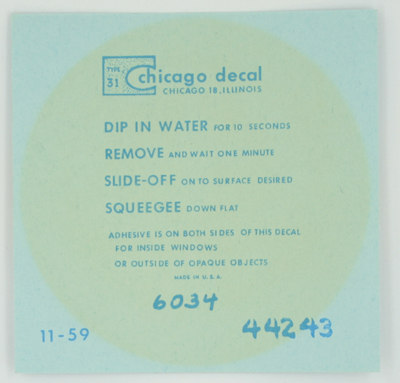 TYPE
31
chicago decal
CHICAGO 18, ILLINOIS
DIP IN WATER FOR 10 SECONDS
REMOVE AND WAIT ONE MINUTE
SLIDE-OFF ON TO SURFACE DESIRED
SQUEEGEE DOWN FLAT
ADHESIVE IS ON BOTH SIDES OF THIS DECAL
FOR INSIDE WINDOWS
OR OUTSIDE OF OPAQUE OBJECTS
MADE IN U.S.A.
6034
11-59
44243